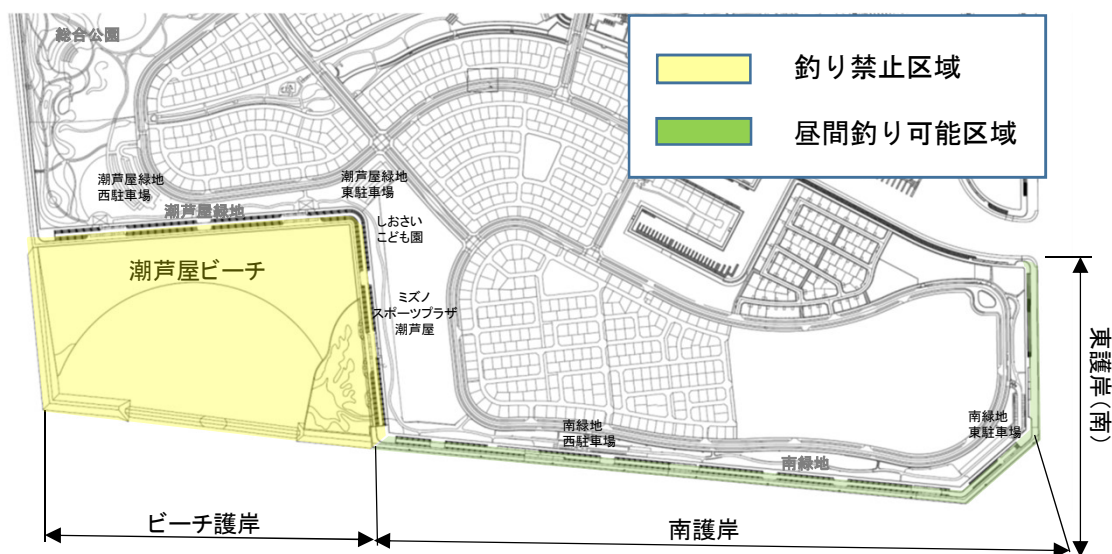 総合公園
釣り禁止区域
昼間釣り可能区域
潮芦屋緑地
西駐車場
潮芦屋緑地
東駐車場
潮芦屋緑地
しおさい
こども園
潮芦屋ビーチ
ミズノ
スポーツプラザ
潮芦屋
東護岸(南)
南緑地
西駐車場
南緑地
東駐車場
南緑地
ビーチ護岸
南護岸